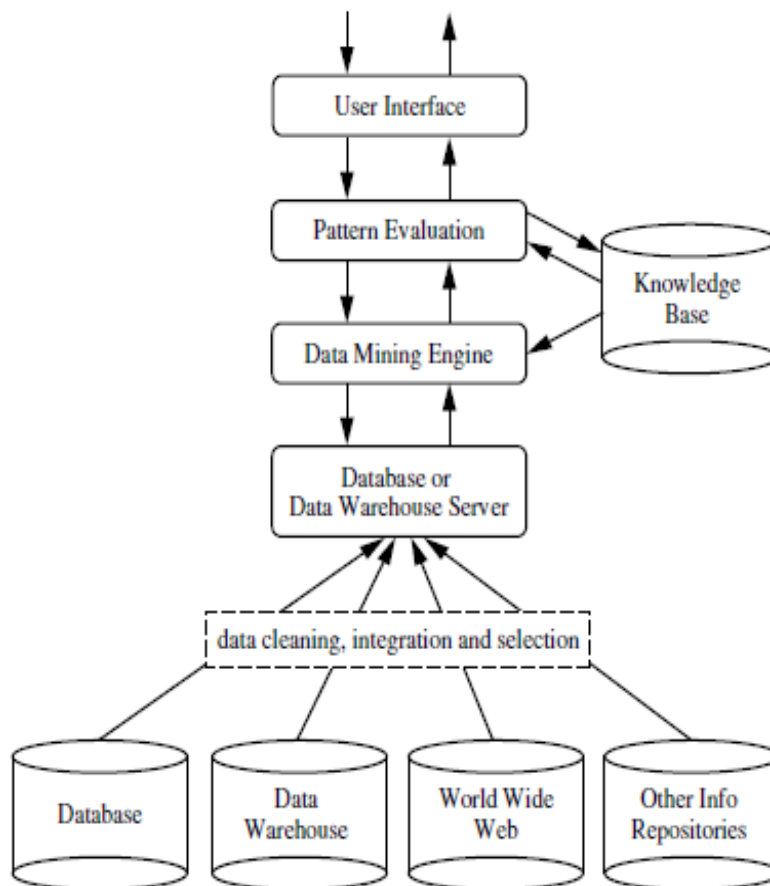 User Interface
Pattern Evaluation
Knowledge
Base
Data Mining Engine
Database or
Data Warehouse Server
data cleaning, integration and selection
Database
Data
Warehouse
World Wide
Web
Other Info
Repositories